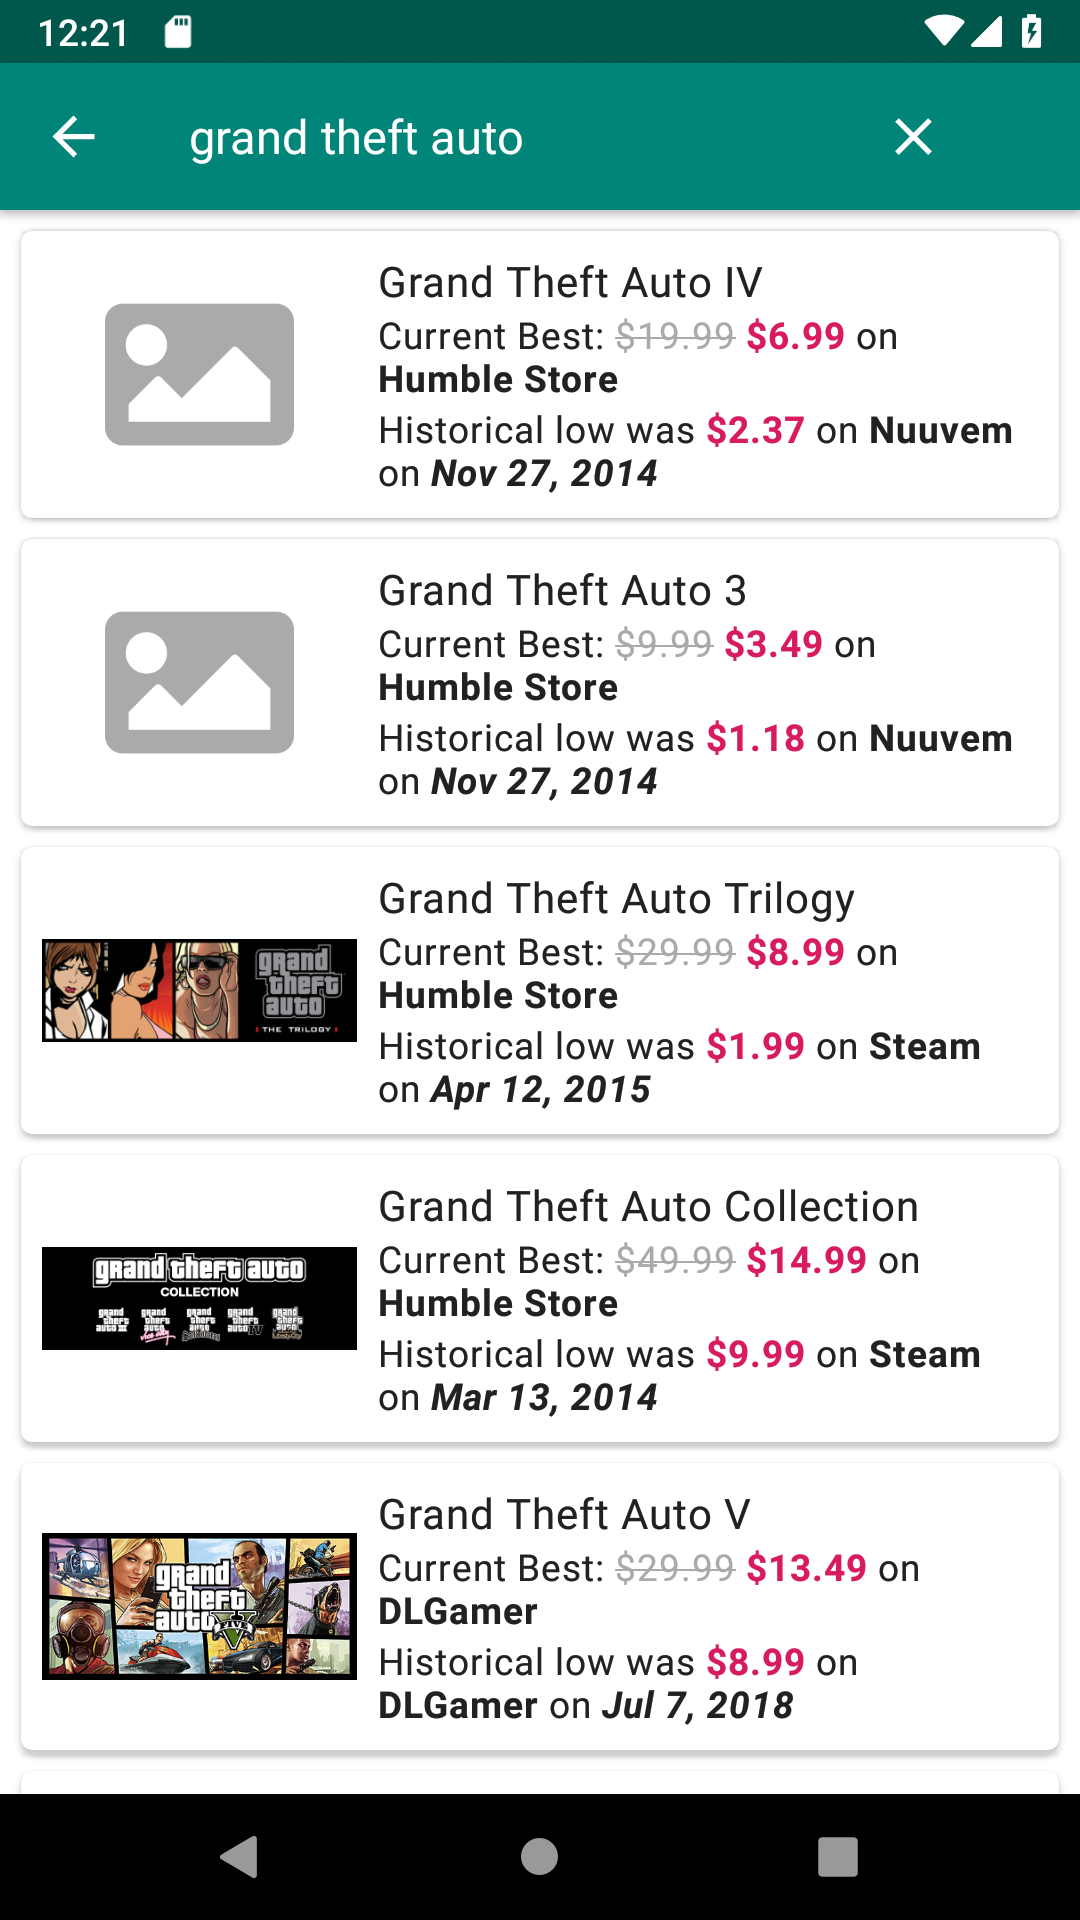 12:21
grand theft auto
Grand Theft Auto IV
Current Best: $19.99 $6.99 on
Humble Store
Historical low was $2.37 on Nuuvem
on Nov 27, 2014
Grand Theft Auto 3
Current Best: $9.99 $3.49 on
Humble Store
Historical low was $1.18 on Nuuvem
on Nov 27, 2014
grand
theft
auto
THE TRILOGY
Grand Theft Auto Trilogy
Current Best: $29.99 $8.99 on
Humble Store
Historical low was $1.99 on Steam
on Apr 12, 2015
grand theft auto
COLLECTION
Grand Theft Auto Collection
Current Best: $49.99 $14.99 on
Humble Store
Historical low was $9.99 on Steam
on Mar 13, 2014
grand
theft
auto V
FIVE
Grand Theft Auto V
Current Best: $29.99 $13.49 on
DLGamer
Historical low was $8.99 on
DLGamer on Jul 7, 2018